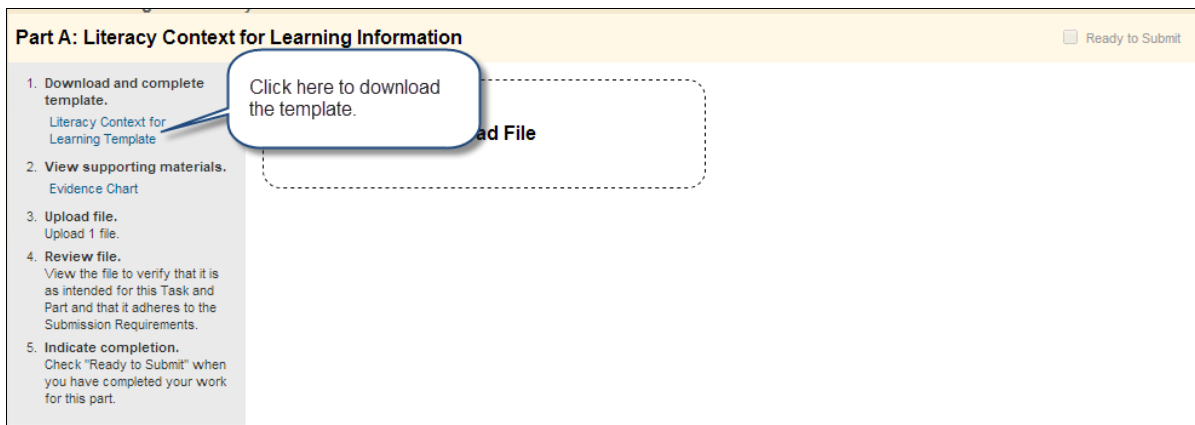 Part A: Literacy Context for Learning Information
Ready to Submit
1. Download and complete
template.
Literacy Context for
Learning Template
2. View supporting materials.
Evidence Chart
3. Upload file.
Upload 1 file.
4. Review file.
View the file to verify that it is
as intended for this Task and
Part and that it adheres to the
Submission Requirements.
5. Indicate completion.
Check "Ready to Submit" when
you have completed your work
for this part.
Click here to download
the template.
File